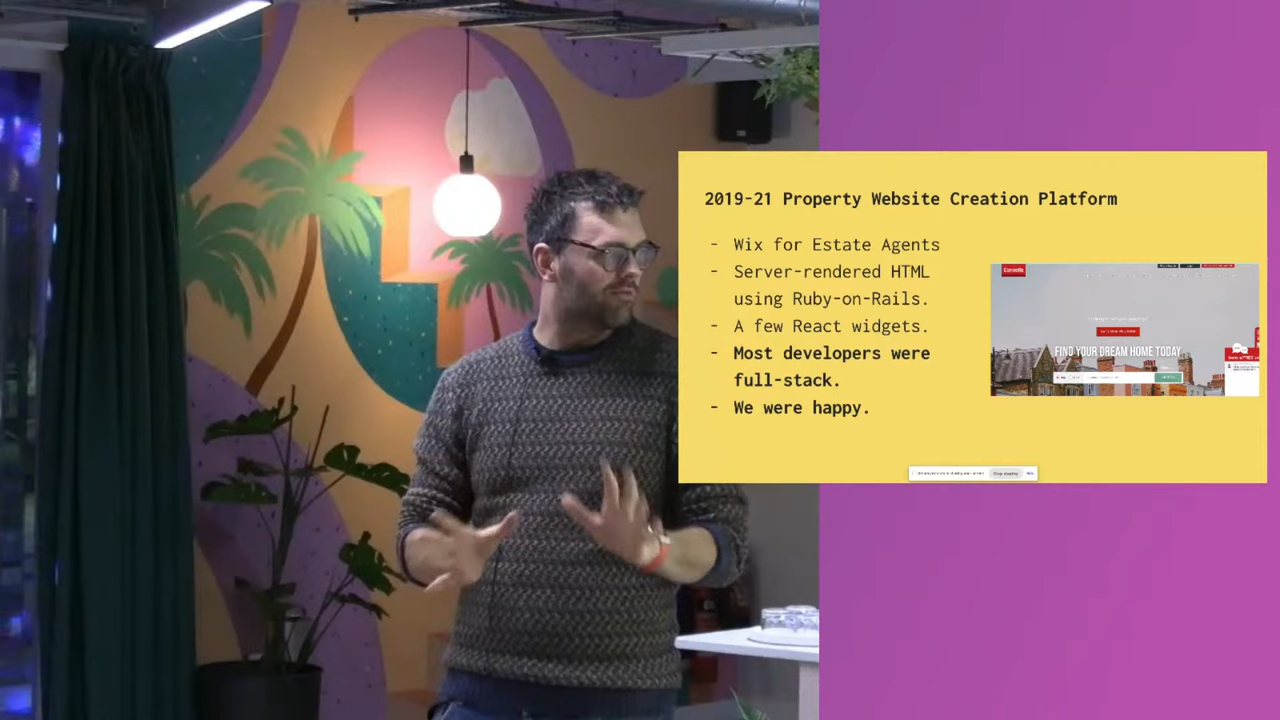 2019-21 Property Website Creation Platform
- Wix for Estate Agents
- Server-rendered HTML
using Ruby-on-Rails.
- A few React widgets.
- Most developers were
full-stack.
- We were happy.
FIND YOUR DREAM HOME TODAY